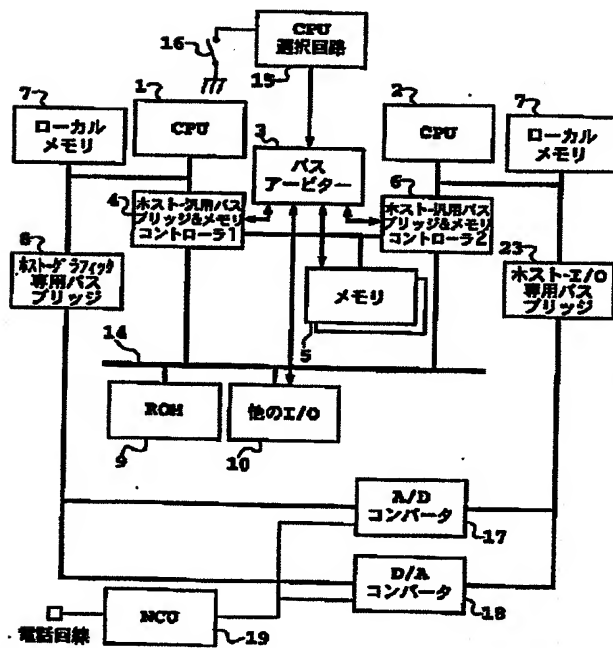 16
CPU
選択回路
15
7
ローカル
メモリ
1
CPU
3
バス
アービター
2
CPU
7
ローカル
メモリ
4
ホスト-汎用バス
ブリッジ&メモリ
コントローラ1
6
ホスト-汎用バス
ブリッジ&メモリ
コントローラ2
8
ホスト-グラフィック
専用バス
ブリッジ
23
ホスト-I/O
専用バス
ブリッジ
メモリ
5
14
ROM
9
他のI/O
10
A/D
コンバータ
17
D/A
コンバータ
18
NCU
19
電話回線